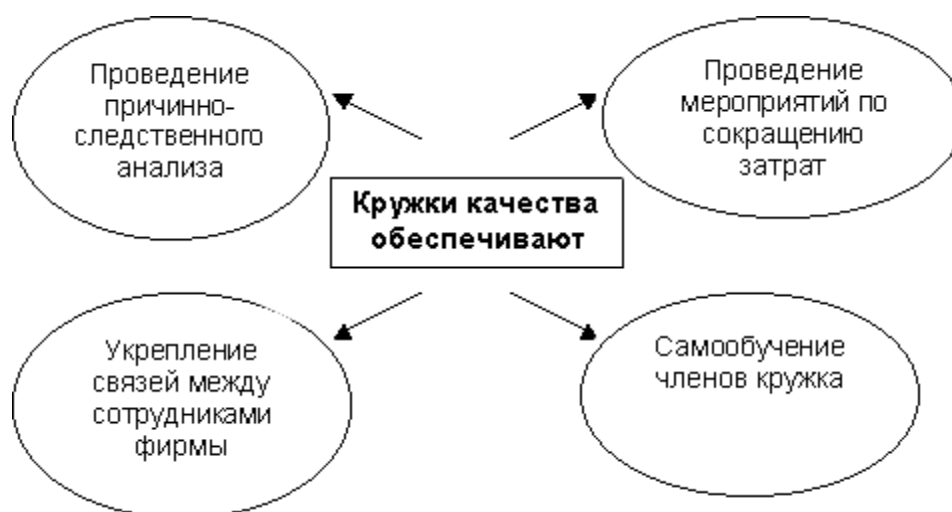 Проведение
причинно-
следственного
анализа
Проведение
мероприятий по
сокращению
затрат
Кружки качества
обеспечивают
Укрепление
связей между
сотрудниками
фирмы
Самообучение
членов кружка